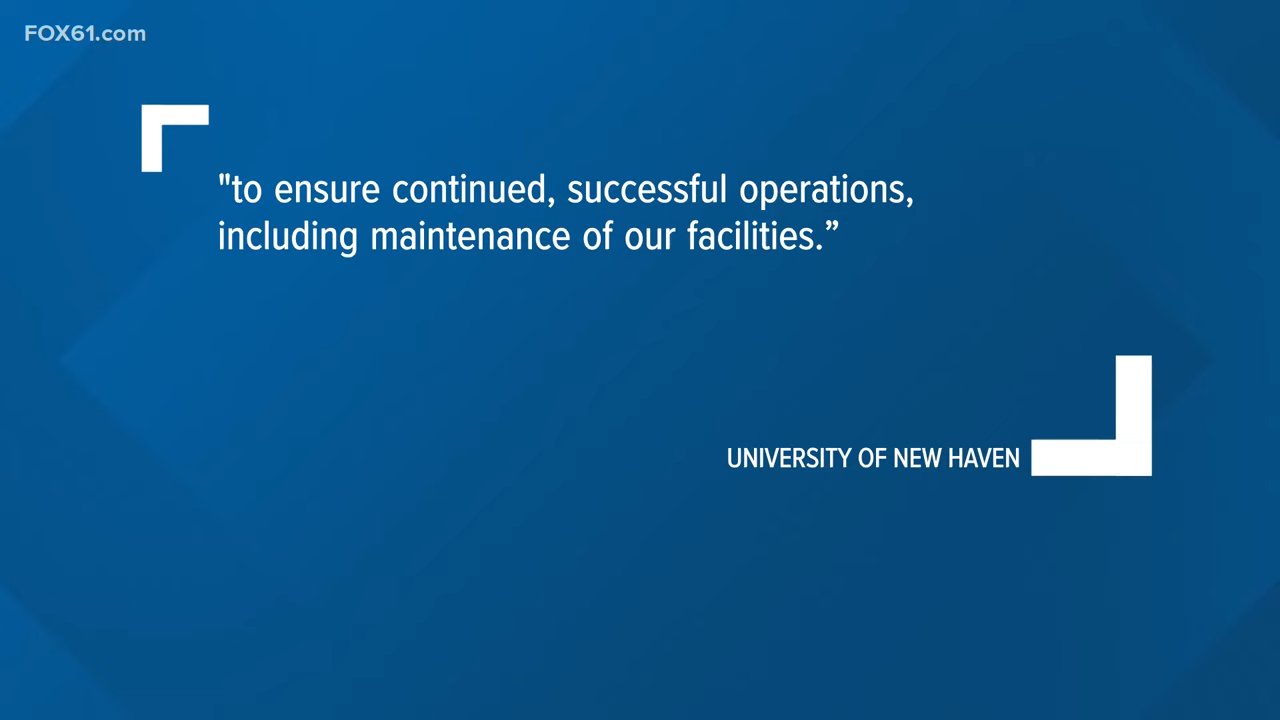 FOX61.com
"to ensure continued, successful operations,
including maintenance of our facilities.”
UNIVERSITY OF NEW HAVEN